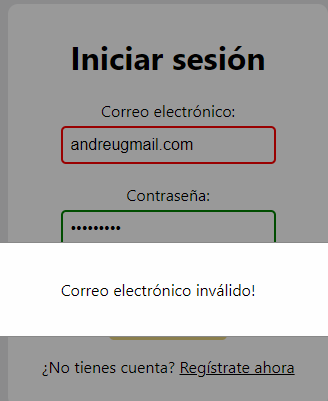 Iniciar sesión
Correo electrónico:
andreugmail.com
Contraseña:
•••••••••
Correo electrónico inválido!
¿No tienes cuenta? Regístrate ahora